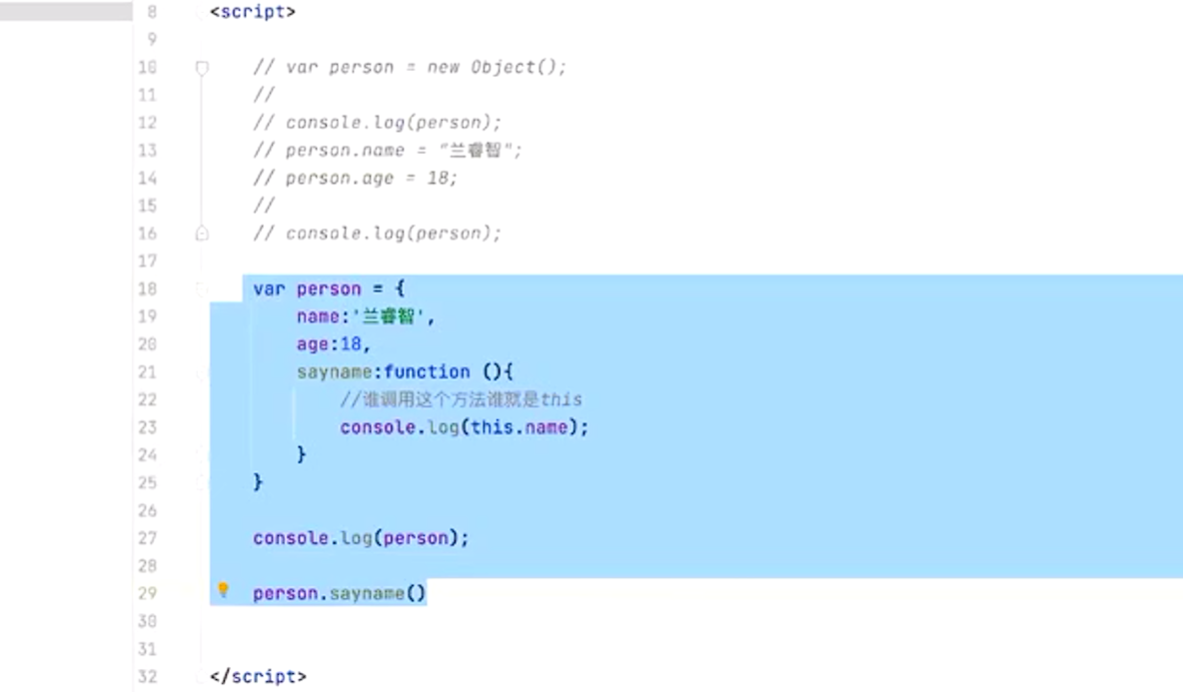 8 <script>
9
10 // var person = new Object();
11 //
12 // console.log(person);
13 // person.name = "兰睿智";
14 // person.age = 18;
15 //
16 // console.log(person);
17
18 var person = {
19 name:'兰睿智',
20 age:18,
21 sayname:function (){
22 //谁调用这个方法谁就是this
23 console.log(this.name);
24 }
25 }
26
27 console.log(person);
28
29 person.sayname()
30
31
32 </script>